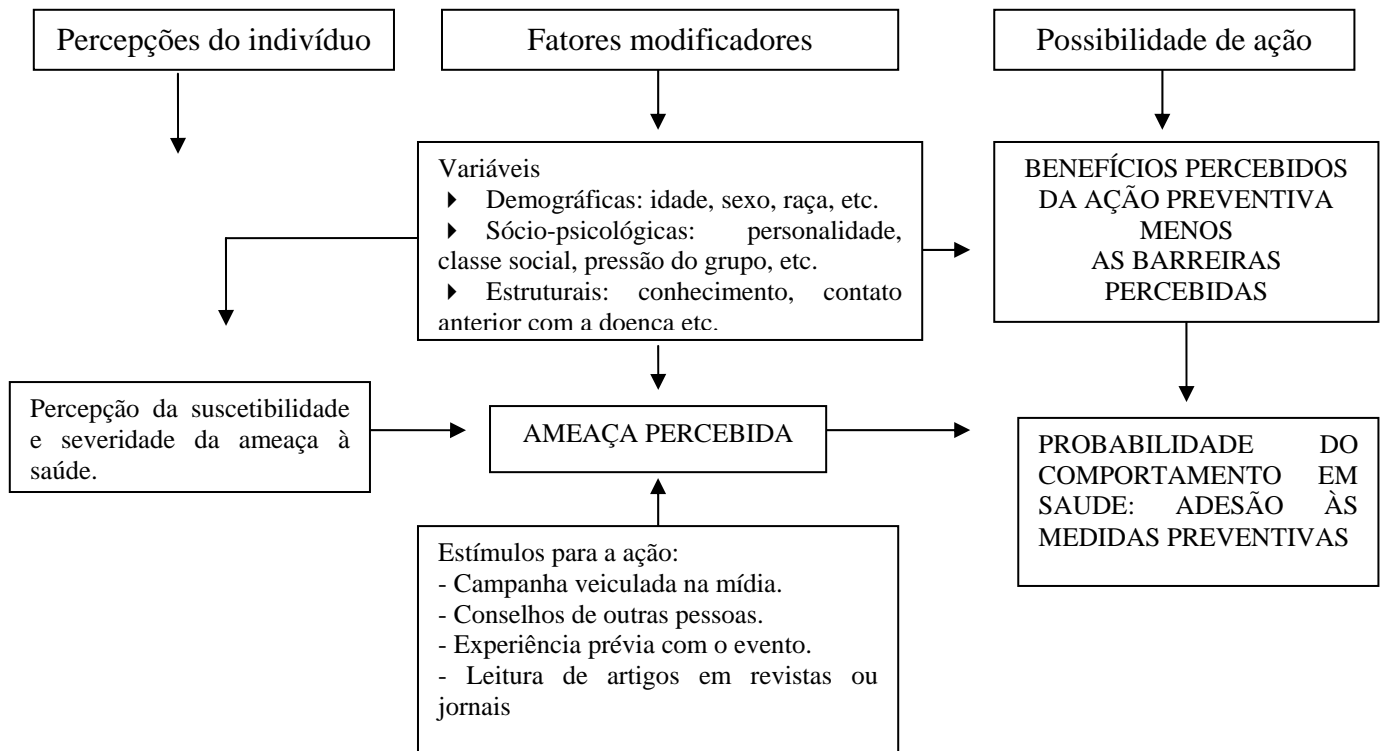 Percepções do indivíduo
Fatores modificadores
Possibilidade de ação
Variáveis
Demográficas: idade, sexo, raça, etc.
Sócio-psicológicas: personalidade,
classe social, pressão do grupo, etc.
Estruturais: conhecimento, contato
anterior com a doença etc.
BENEFÍCIOS PERCEBIDOS
DA AÇÃO PREVENTIVA
MENOS
AS BARREIRAS
PERCEBIDAS
Percepção da suscetibilidade
e severidade da ameaça à
saúde.
AMEAÇA PERCEBIDA
PROBABILIDADE DO
COMPORTAMENTO EM
SAUDE: ADESÃO ÀS
MEDIDAS PREVENTIVAS
Estímulos para a ação:
- Campanha veiculada na mídia.
- Conselhos de outras pessoas.
- Experiência prévia com o evento.
- Leitura de artigos em revistas ou
jornais